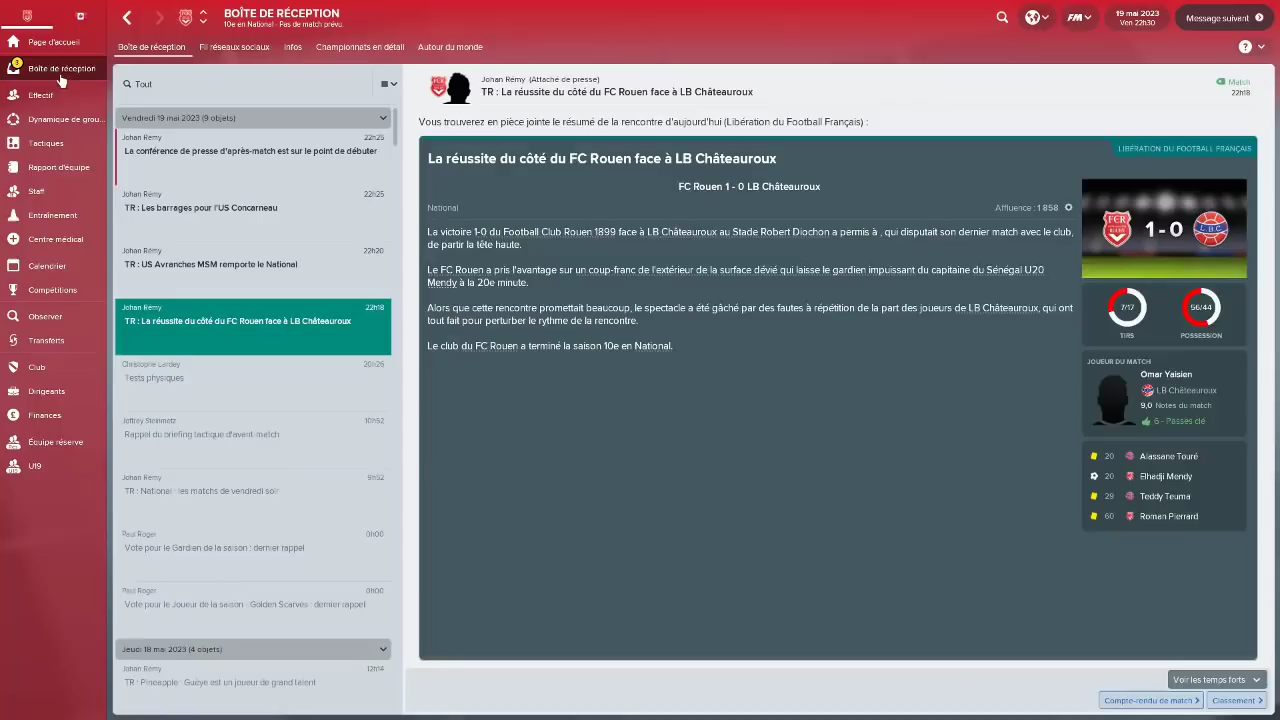 BOÎTE DE RÉCEPTION
10e en National - Pas de match prévu.
FM
19 mai 2023
Ven 22h30
Message suivant
Page d'accueil
3
Boîte de réception
Effectif
Dynamique de grou...
Tactiques
Rapport d'équipe
Staff
Entraînement
Centre médical
Calendrier
Compétitions
Observer
Transferts
Club
Dirigeants
Finances
Équipe réserve
U19
Boîte de réception
Fil réseaux sociaux
Infos
Championnats en détail
Autour du monde
?
Tout
Vendredi 19 mai 2023 (9 objets)
Johan Rémy 22h25
La conférence de presse d'après-match est sur le point de débuter
Johan Rémy 22h25
TR : Les barrages pour l'US Concarneau
Johan Rémy 22h20
TR : US Avranches MSM remporte le National
Johan Rémy 22h18
TR : La réussite du côté du FC Rouen face à LB Châteauroux
Christophe Lardey 20h26
Tests physiques
Jeffrey Steinmetz 10h52
Rappel du briefing tactique d'avant-match
Johan Rémy 9h52
TR : National : les matchs de vendredi soir
Paul Roger 0h00
Vote pour le Gardien de la saison : dernier rappel
Paul Roger 0h00
Vote pour le Joueur de la saison : Golden Scarves : dernier rappel
Jeudi 18 mai 2023 (4 objets)
Johan Rémy 12h14
TR : Pineapple : Gueye est un joueur de grand talent
Johan Rémy (Attaché de presse)
TR : La réussite du côté du FC Rouen face à LB Châteauroux
Match
22h18
Vous trouverez en pièce jointe le résumé de la rencontre d'aujourd'hui (Libération du Football Français) :
LIBÉRATION DU FOOTBALL FRANÇAIS
La réussite du côté du FC Rouen face à LB Châteauroux
FC Rouen 1 - 0 LB Châteauroux
National
Affluence : 1 858
La victoire 1-0 du Football Club Rouen 1899 face à LB Châteauroux au Stade Robert Diochon a permis à , qui disputait son dernier match avec le club,
de partir la tête haute.
Le FC Rouen a pris l'avantage sur un coup-franc de l'extérieur de la surface dévié qui laisse le gardien impuissant du capitaine du Sénégal U20
Mendy à la 20e minute.
Alors que cette rencontre promettait beaucoup, le spectacle a été gâché par des fautes à répétition de la part des joueurs de LB Châteauroux, qui ont
tout fait pour perturber le rythme de la rencontre.
Le club du FC Rouen a terminé la saison 10e en National.
FCR
1-0
LBC
7/17
56/44
TIRS
POSSESSION
JOUEUR DU MATCH
Omar Yaisien
LB Châteauroux
9,0 Notes du match
6 - Passes clé
20 Alassane Touré
20 Elhadji Mendy
29 Teddy Teuma
60 Roman Pierrard
Voir les temps forts
Compte-rendu de match
Classement